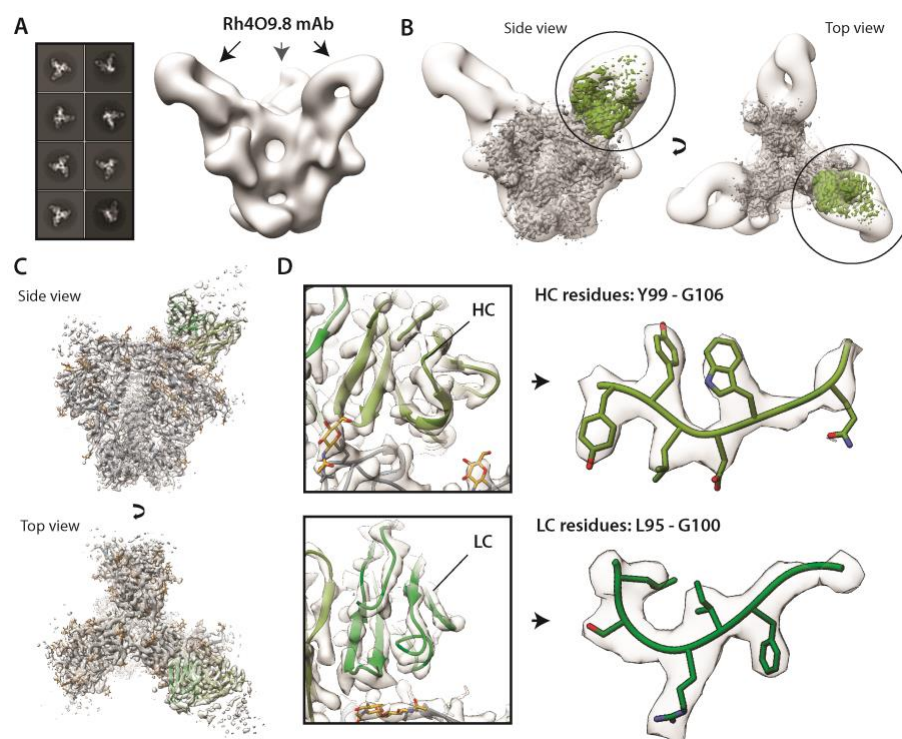 A
Rh4O9.8 mAb
B
Side view
Top view
C
Side view
Top view
D
HC
HC residues: Y99 - G106
LC
LC residues: L95 - G100